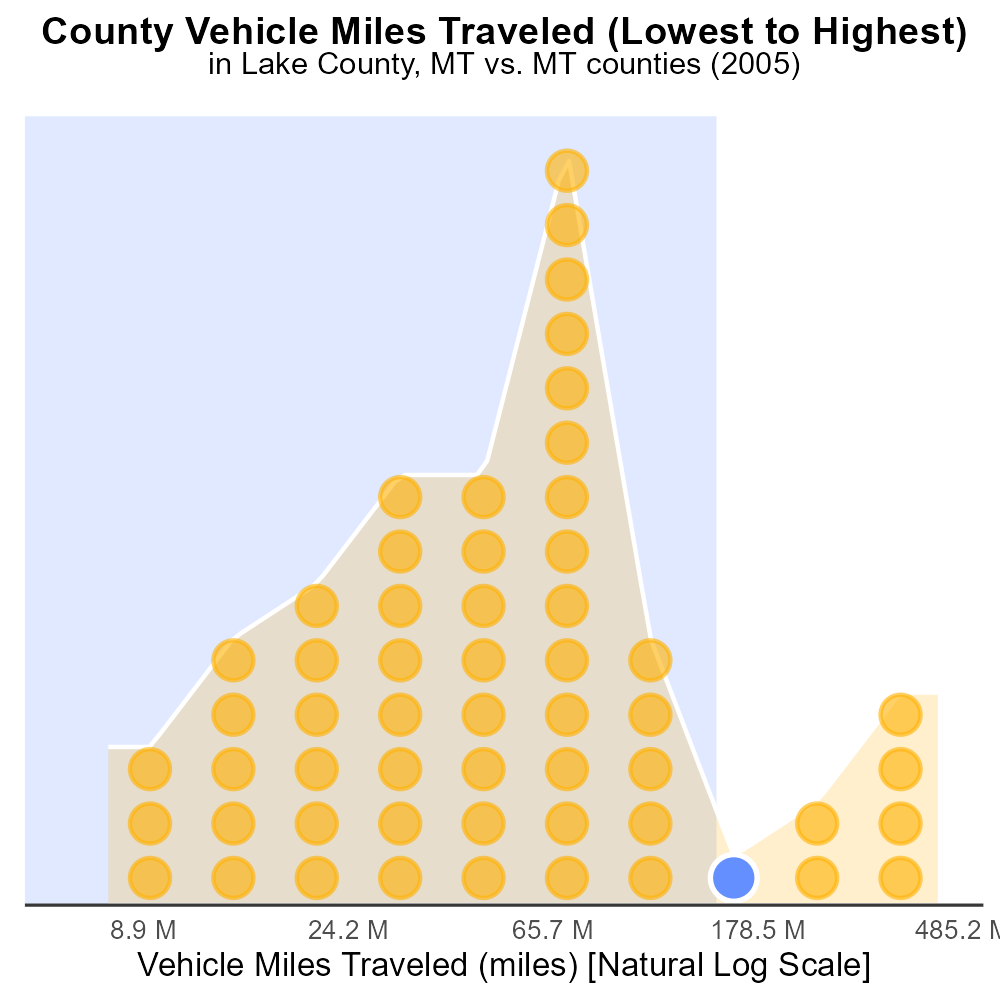 County Vehicle Miles Traveled (Lowest to Highest)
in Lake County, MT vs. MT counties (2005)
8.9 M 24.2 M 65.7 M 178.5 M 485.2 M
Vehicle Miles Traveled (miles) [Natural Log Scale]